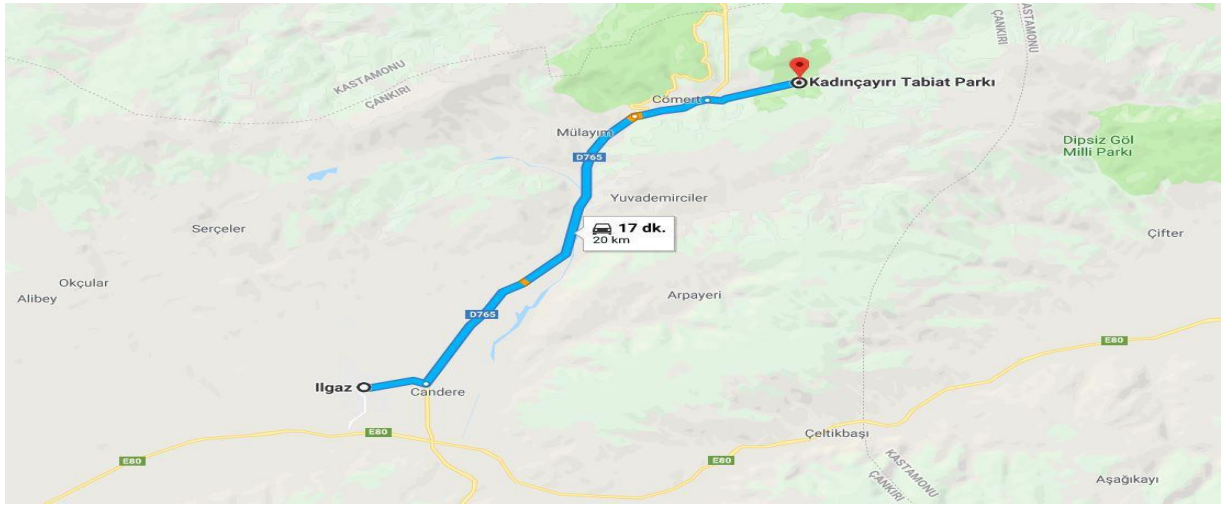 KASTAMONU
ÇANKIRI
KASTAMONU
ÇANKIRI
Kadınçayırı Tabiat Parkı
Cömert
Mülayım
D765
Dipsiz Göl
Milli Parkı
Yuvademirciler
Serçeler
17 dk.
20 km
Çifter
Okçular
Alibey
Arpayeri
D765
E80
Ilgaz
Candere
E80
Çeltikbaşı
E80
E80
KASTAMONU
ÇANKIRI
Aşağıkayı